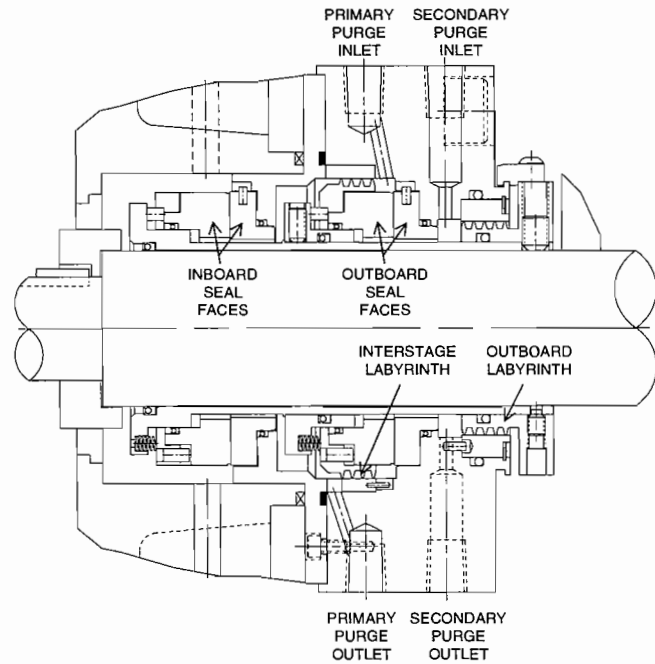 PRIMARY
PURGE
INLET
SECONDARY
PURGE
INLET
INBOARD
SEAL
FACES
OUTBOARD
SEAL
FACES
INTERSTAGE
LABYRINTH
OUTBOARD
LABYRINTH
PRIMARY
PURGE
OUTLET
SECONDARY
PURGE
OUTLET